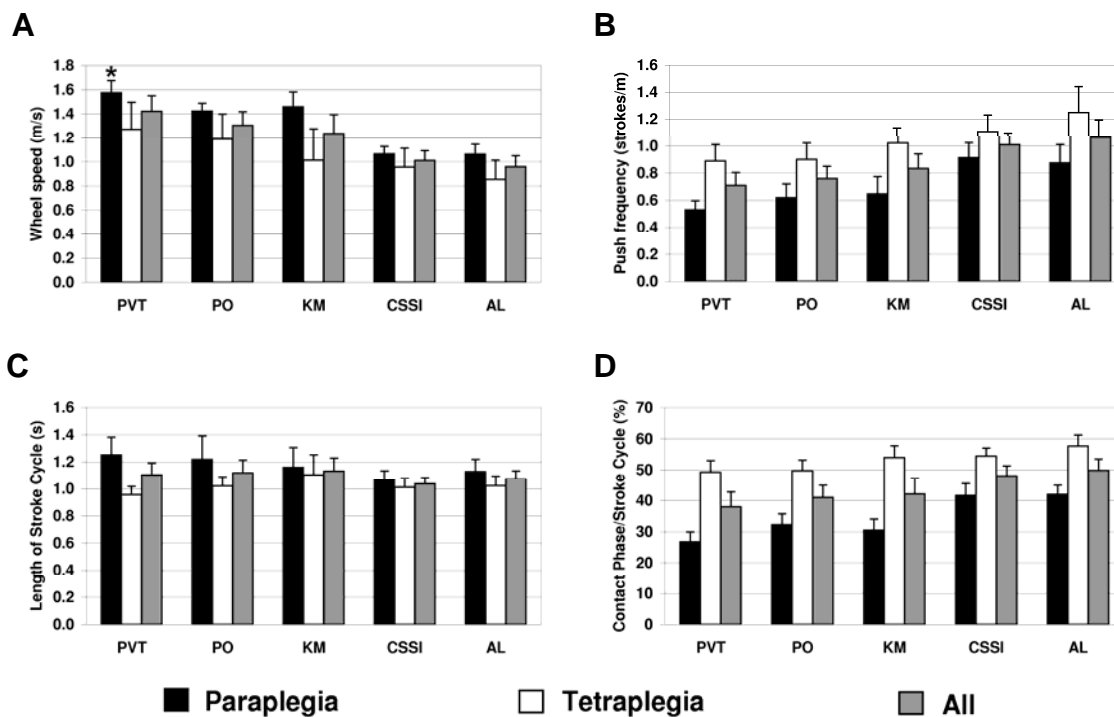 A
Wheel speed (m/s)
1.8
1.6
1.4
1.2
1.0
0.8
0.6
0.4
0.2
0.0
*
PVT PO KM CSSI AL
B
Push frequency (strokes/m)
1.6
1.4
1.2
1.0
0.8
0.6
0.4
0.2
0.0
PVT PO KM CSSI AL
C
Length of Stroke Cycle (s)
1.6
1.4
1.2
1.0
0.8
0.6
0.4
0.2
0.0
PVT PO KM CSSI AL
D
Contact Phase/Stroke Cycle (%)
70
60
50
40
30
20
10
0
PVT PO KM CSSI AL
Paraplegia Tetraplegia All